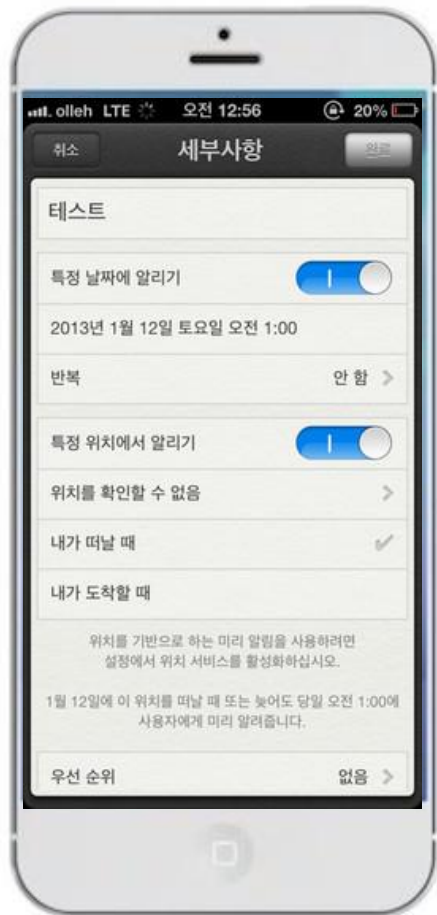 olleh LTE 오전 12:56 20%
취소 세부사항 완료
테스트
특정 날짜에 알리기
2013년 1월 12일 토요일 오전 1:00
반복 안 함
특정 위치에서 알리기
위치를 확인할 수 없음
내가 떠날 때
내가 도착할 때
위치를 기반으로 하는 미리 알림을 사용하려면
설정에서 위치 서비스를 활성화하십시오.
1월 12일에 이 위치를 떠날 때 또는 늦어도 당일 오전 1:00에
사용자에게 미리 알려줍니다.
우선 순위 없음